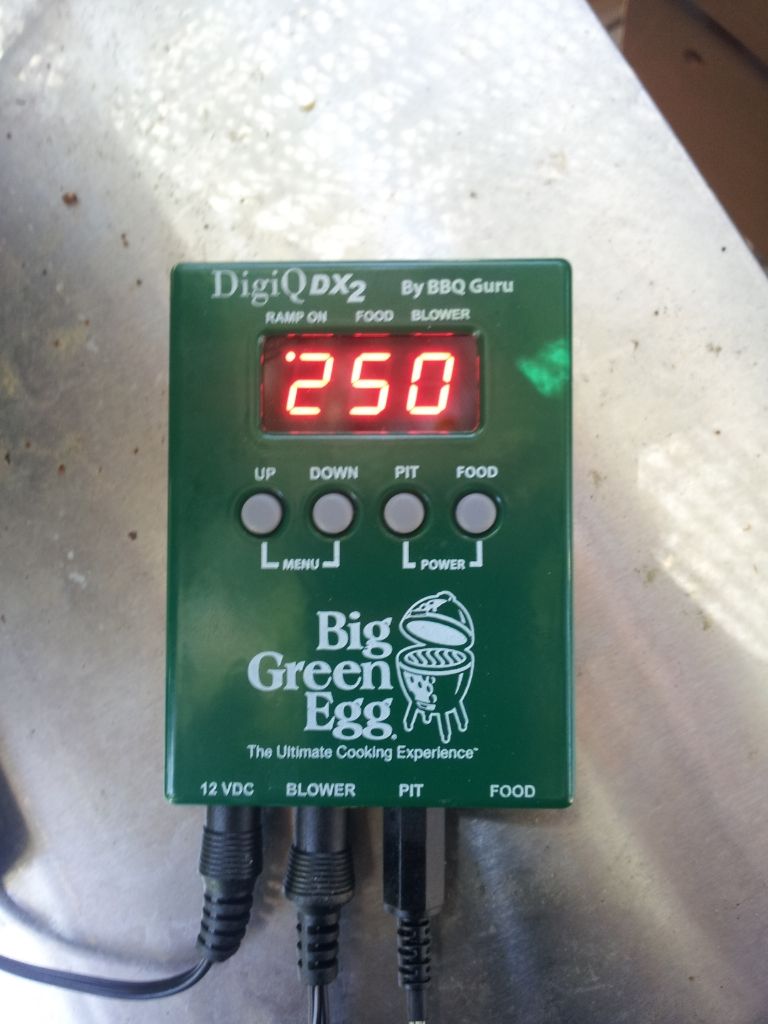 DigiQ DX2 By BBQ Guru
RAMP ON FOOD BLOWER
250
UP DOWN PIT FOOD
MENU POWER
Big
Green
Egg.
The Ultimate Cooking Experience™
12 VDC BLOWER PIT FOOD